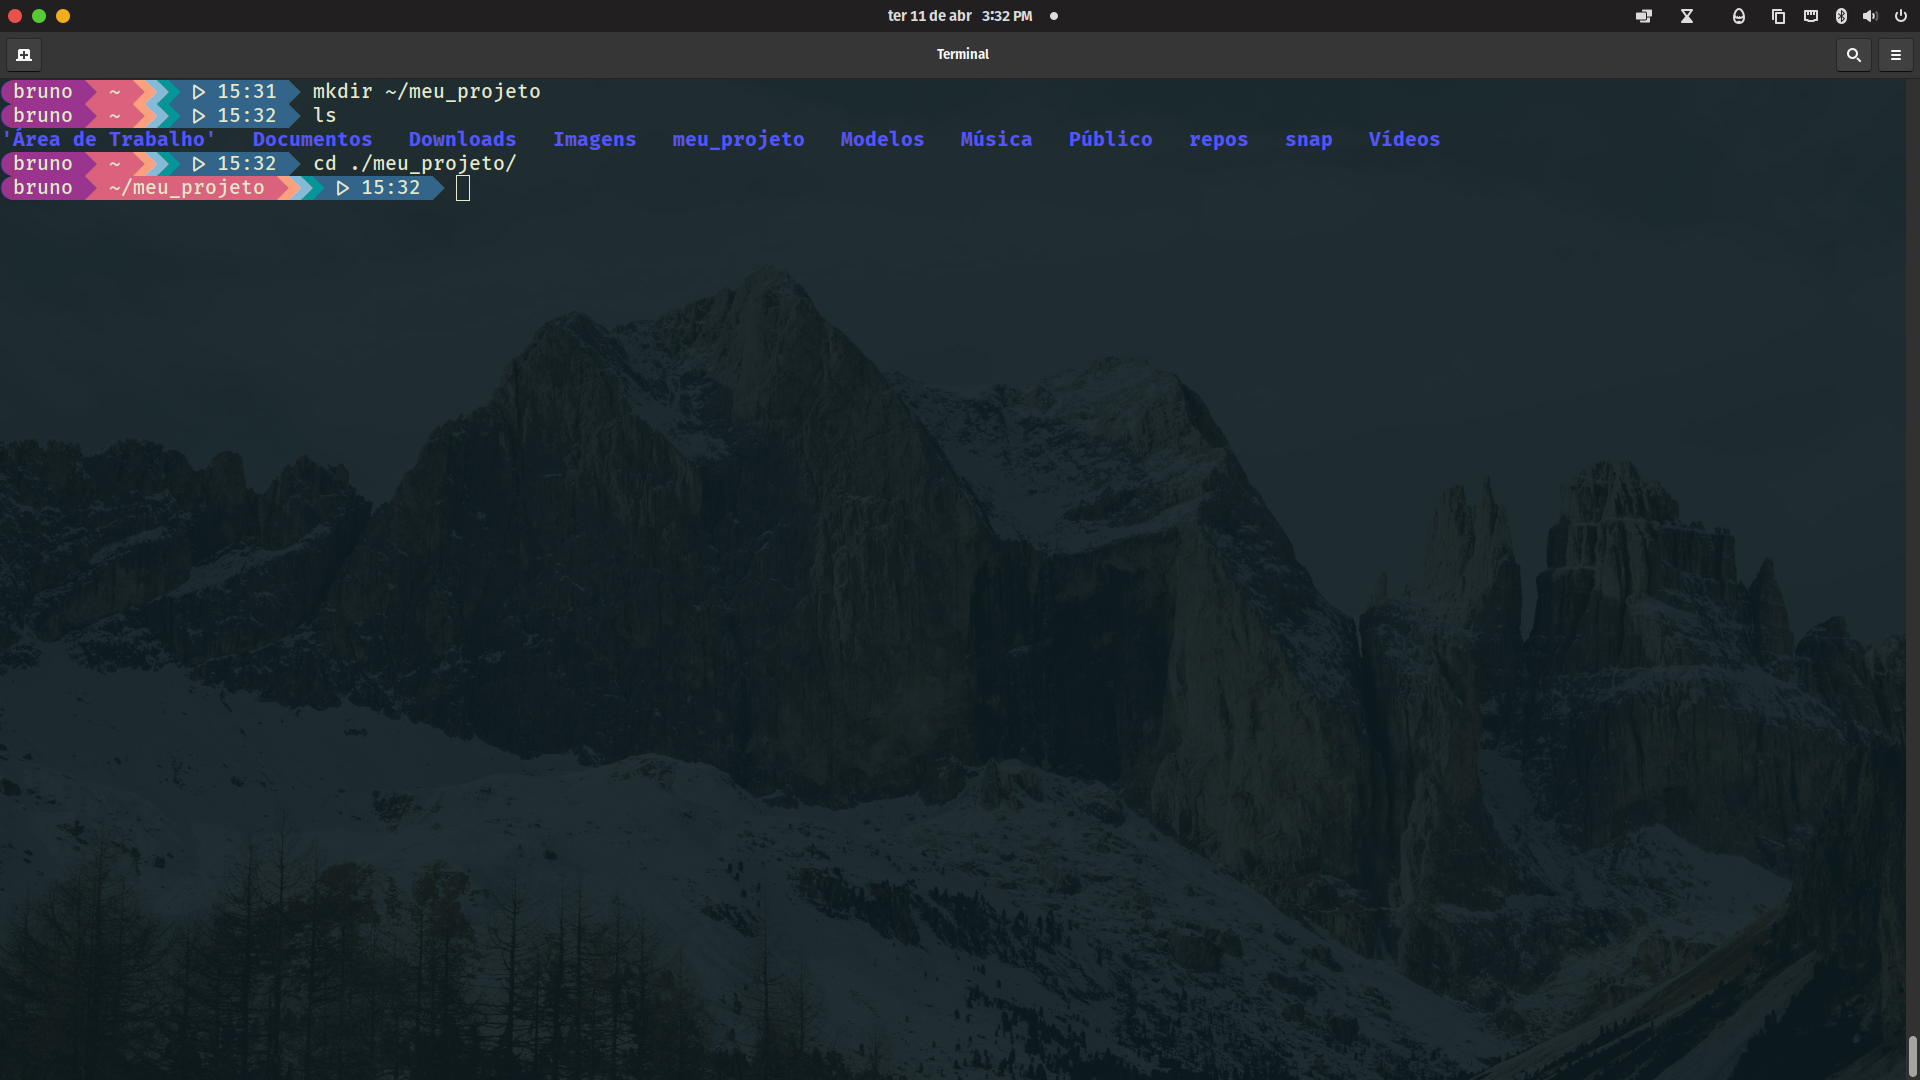 ter 11 de abr 3:32 PM
Terminal
bruno ~ 15:31 mkdir ~/meu_projeto
bruno ~ 15:32 ls
'Área de Trabalho' Documentos Downloads Imagens meu_projeto Modelos Música Público repos snap Vídeos
bruno ~ 15:32 cd ./meu_projeto/
bruno ~/meu_projeto 15:32